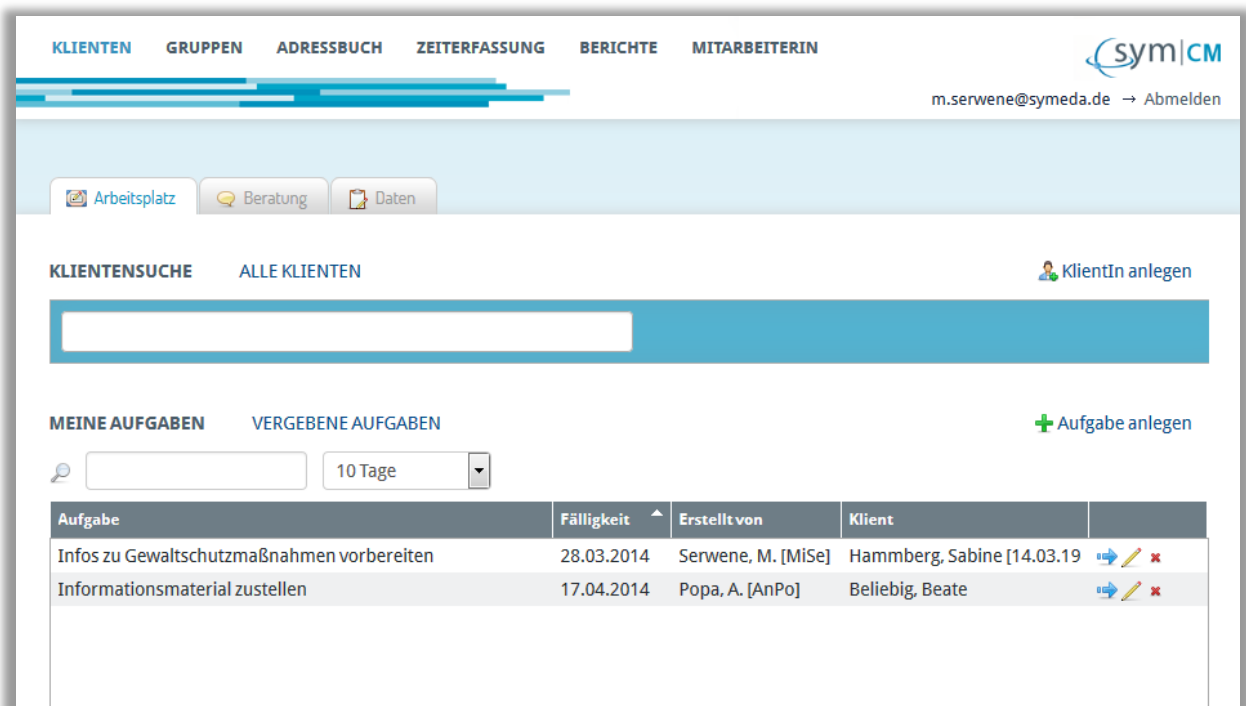 KLIENTEN GRUPPEN ADRESSBUCH ZEITERFASSUNG BERICHTE MITARBEITERIN
sym|CM
m.serwene@symeda.de → Abmelden
Arbeitsplatz Beratung Daten
KLIENTENSUCHE ALLE KLIENTEN KlientIn anlegen
MEINE AUFGABEN VERGEBENE AUFGABEN Aufgabe anlegen
10 Tage
Aufgabe Fälligkeit Erstellt von Klient
Infos zu Gewaltschutzmaßnahmen vorbereiten 28.03.2014 Serwene, M. [MiSe] Hammberg, Sabine [14.03.19
Informationsmaterial zustellen 17.04.2014 Popa, A. [AnPo] Beliebig, Beate